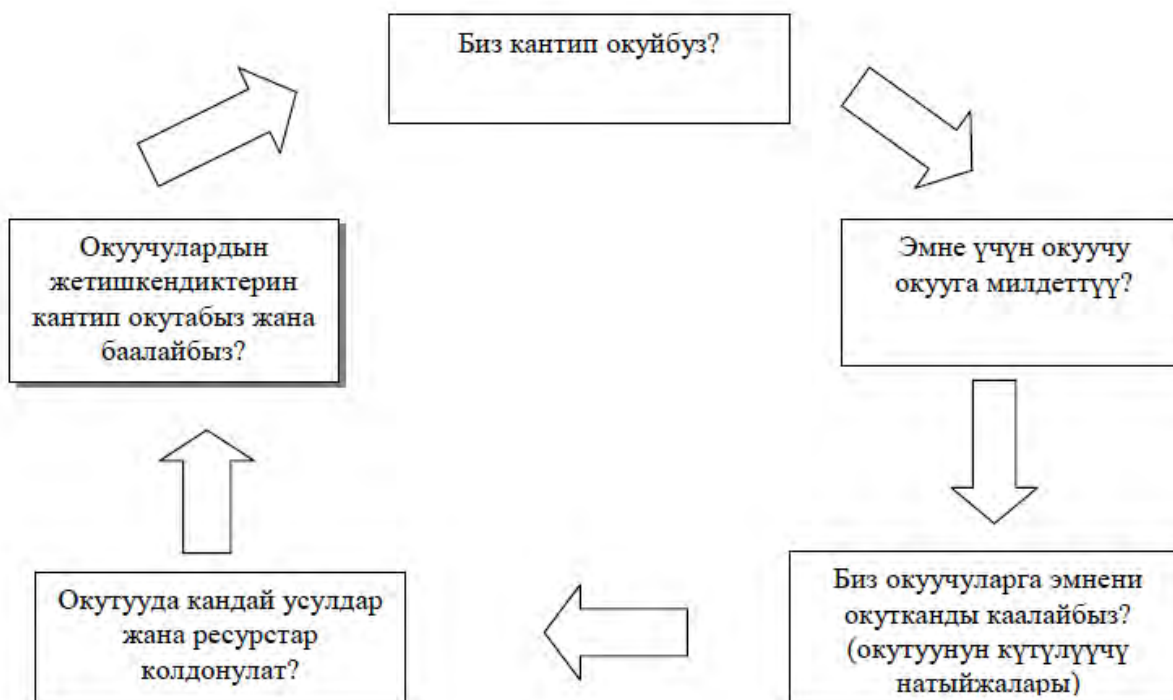 Биз кантип окуйбуз?
Эмне үчүн окуучу
окууга милдеттүү?
Биз окуучуларга эмнени
окутканды каалайбыз?
(окутуунун күтүлүүчү
натыйжалары)
Окутууда кандай усулдар
жана ресурстар
колдонулат?
Окуучулардын
жетишкендиктерин
кантип окутабыз жана
баалайбыз?